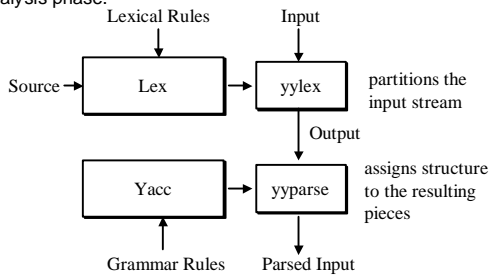 alysis phase.
Lexical Rules Input
Source Lex yylex partitions the
input stream
Output
Yacc yyparse assigns structure
to the resulting
pieces
Grammar Rules Parsed Input